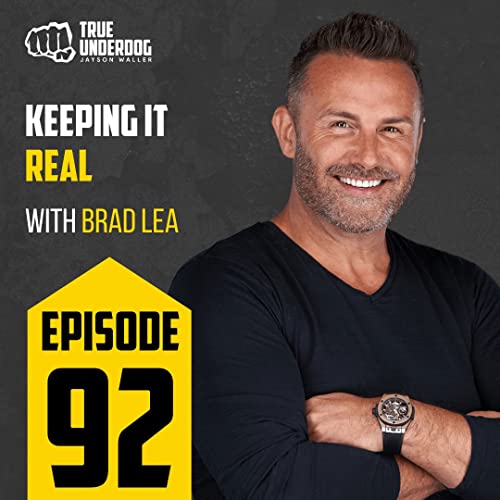 TRUE
UNDERDOG
JAYSON WALLER
KEEPING IT
REAL
WITH BRAD LEA
EPISODE
92